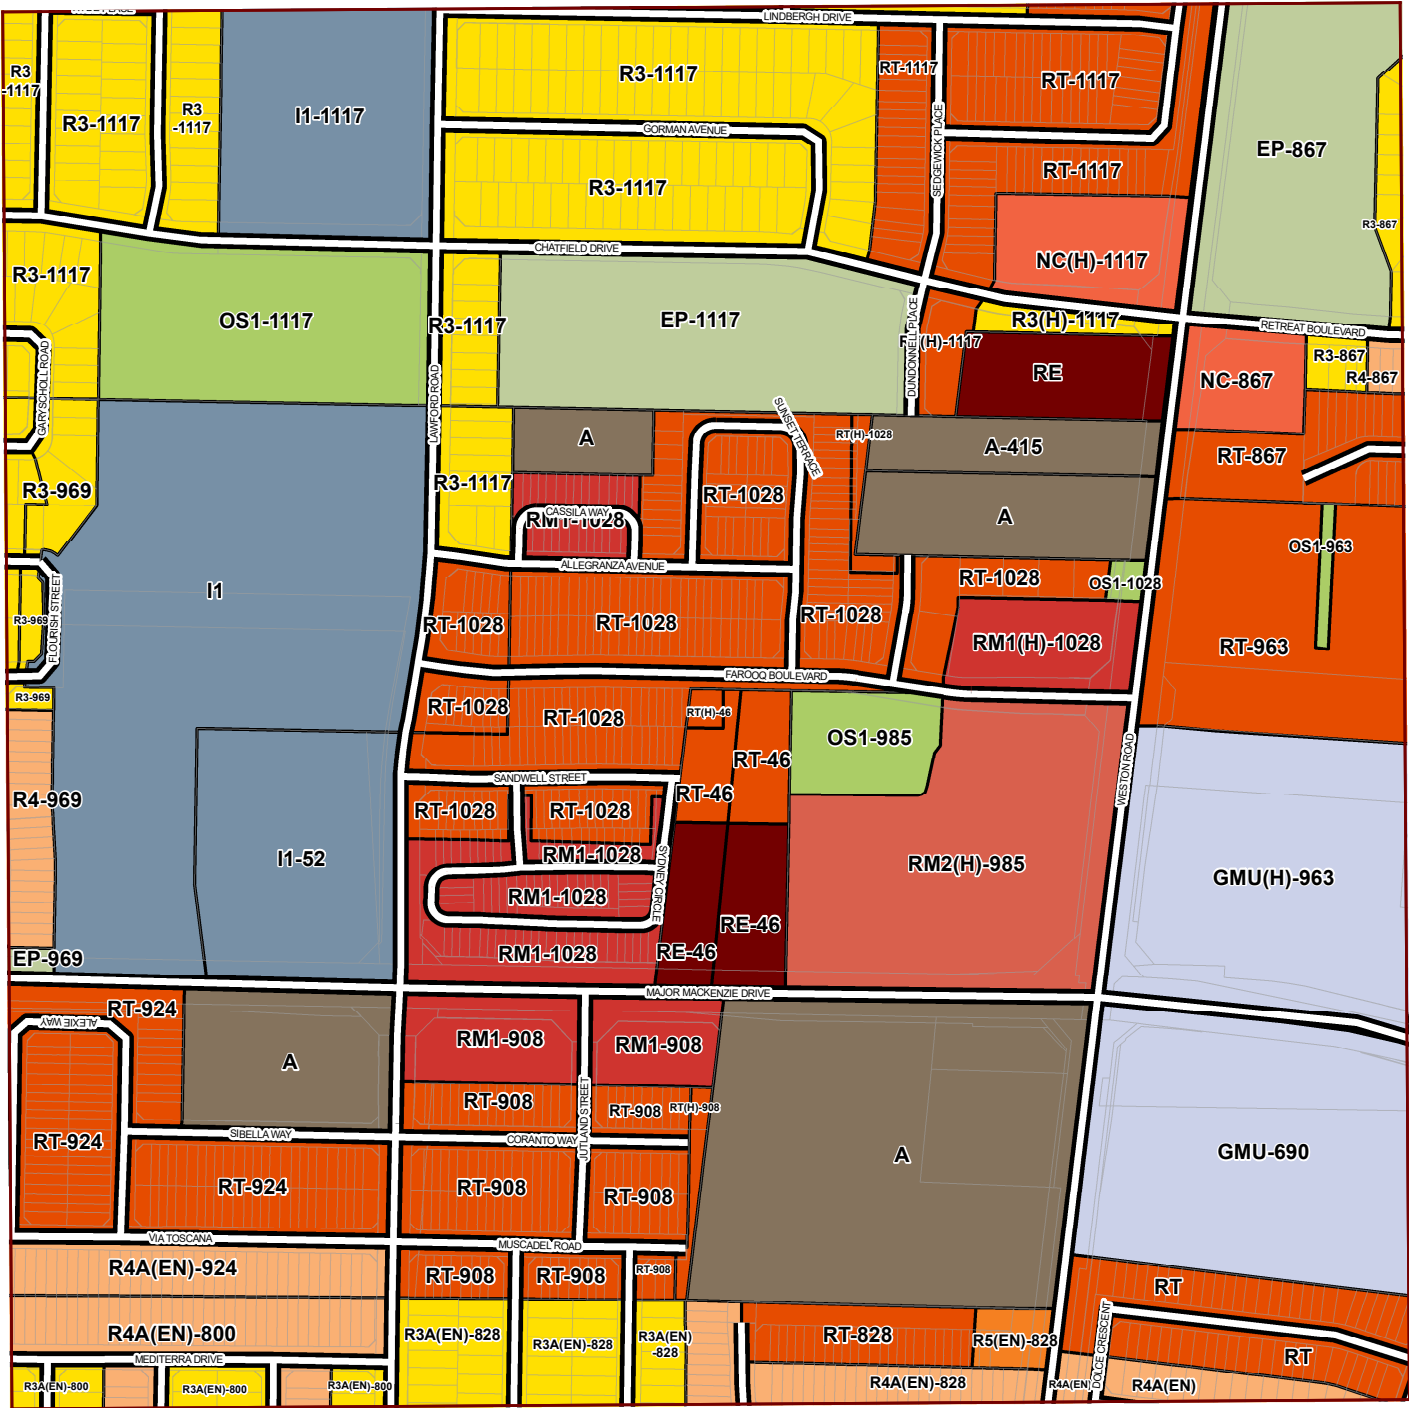 LINDBERGH DRIVE
R3
-1117
R3-1117
R3
-1117
I1-1117
R3-1117
RT-1117
RT-1117
GORMAN AVENUE
SEDGEWICK PLACE
EP-867
RT-1117
R3-1117
R3-867
CHATFIELD DRIVE
NC(H)-1117
R3-1117
OS1-1117
R3-1117
EP-1117
DUNDONNELL PLACE
R3(H)-1117
RETREAT BOULEVARD
GARYSCHOLL ROAD
LAWFORD ROAD
RE
R3-867
NC-867
R4-867
SUNSET TERRACE
A
RT(H)-1028
A-415
RT-867
R3-969
R3-1117
RT-1028
RM1-1028
CASSILA WAY
A
OS1-963
ALLEGRANZA AVENUE
RT-1028
OS1-1028
FLOURISH STREET
I1
R3-969
RT-1028
RT-1028
RT-1028
RM1(H)-1028
RT-963
FAROOQ BOULEVARD
R3-969
RT-1028
RT-1028
RT(H)-46
OS1-985
RT-46
WESTON ROAD
SANDWELL STREET
R4-969
RT-46
RT-1028
RT-1028
I1-52
RM1-1028
SYDNEY CIRCLE
RM2(H)-985
GMU(H)-963
RM1-1028
RE-46
EP-969
RM1-1028
RE-46
MAJOR MACKENZIE DRIVE
RT-924
ALEXIE WAY
A
RM1-908
RM1-908
JUTLAND STREET
RT-908
RT-908
RT(H)-908
RT-924
SIBELLA WAY
CORANTO WAY
A
GMU-690
RT-924
RT-908
RT-908
VIA TOSCANA
MUSCADEL ROAD
R4A(EN)-924
RT-908
RT-908
RT-908
RT
R4A(EN)-800
R3A(EN)-828
R3A(EN)-828
R3A(EN)
-828
RT-828
R5(EN)-828
DOLCE CRESCENT
MEDITERRA DRIVE
RT
R3A(EN)-800
R3A(EN)-800
R3A(EN)-800
R4A(EN)-828
R4A(EN)
R4A(EN)